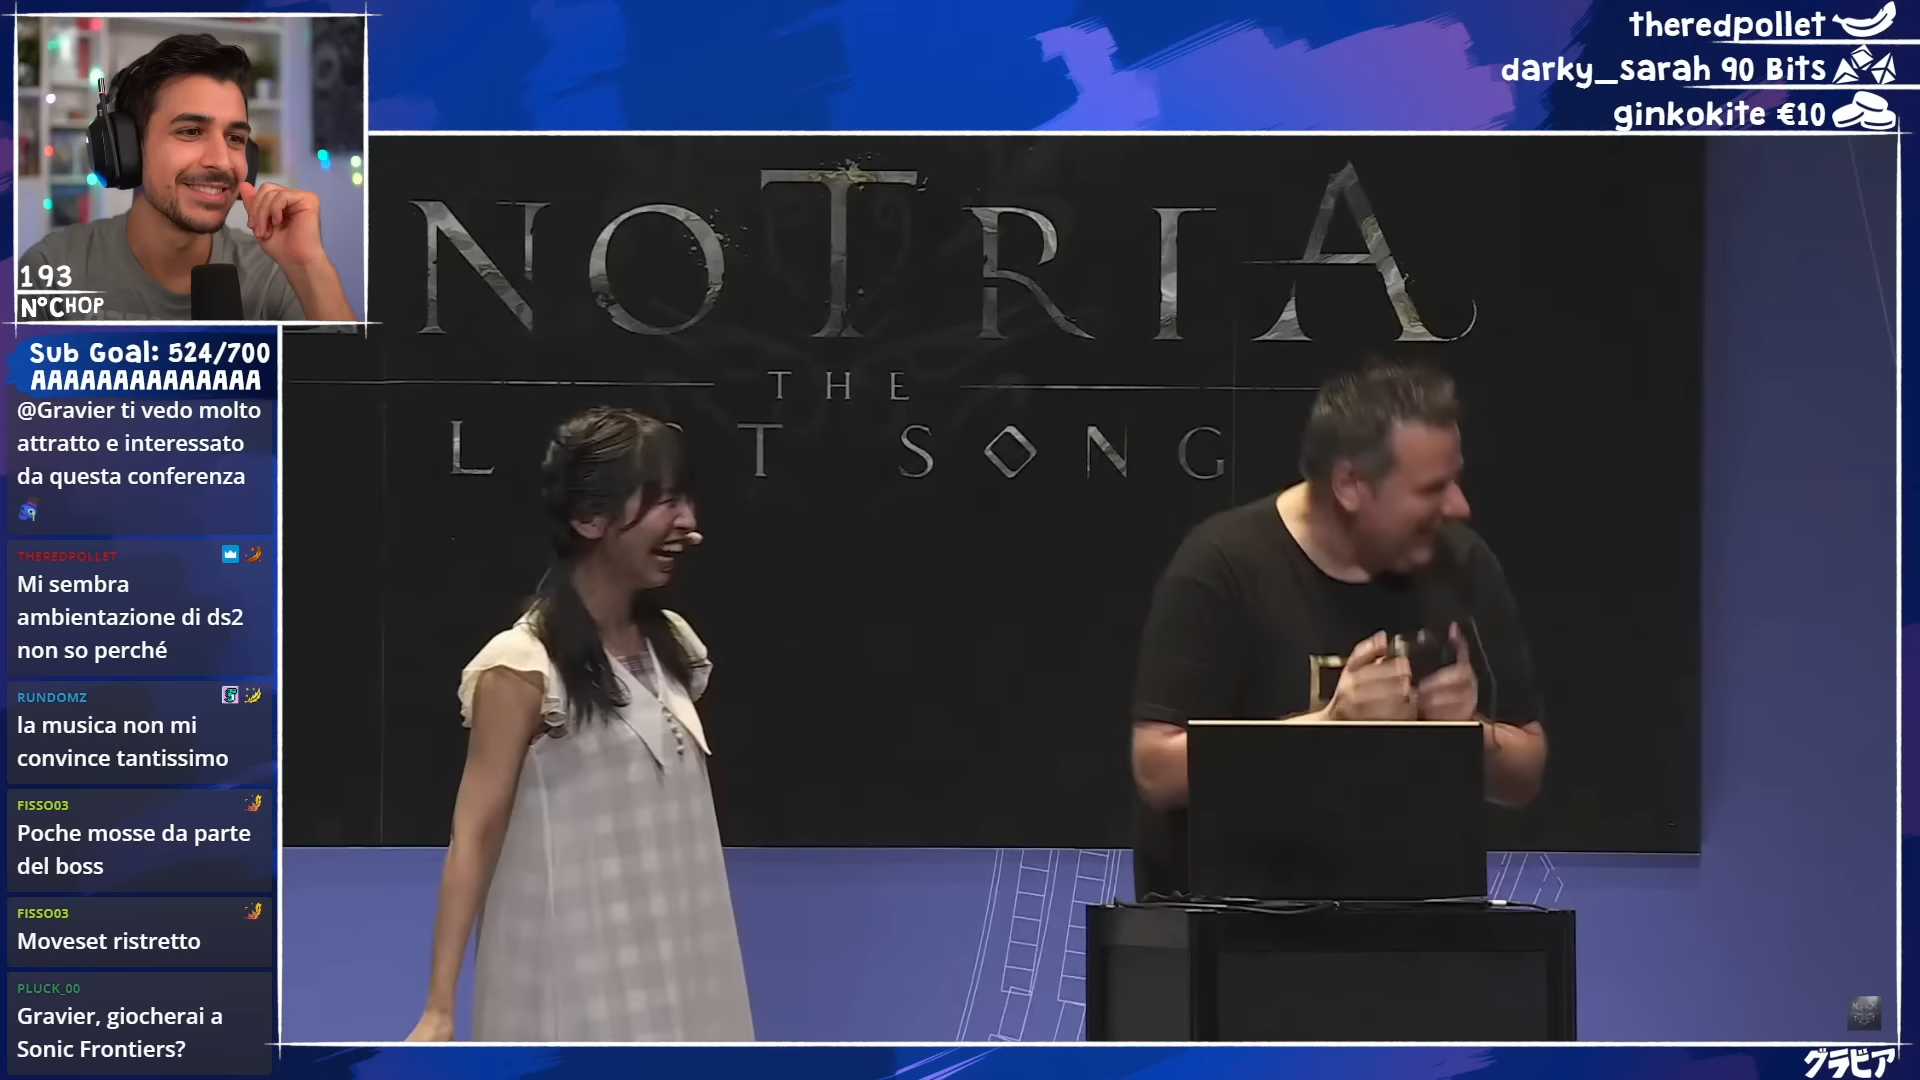 theredpollet
darky_sarah 90 Bits
ginkokite €10
193
N°CHOP
Sub Goal: 524/700
AAAAAAAAAAAAAA
@Gravier ti vedo molto
attratto e interessato
da questa conferenza
THEREDPOLLET
Mi sembra
ambientazione di ds2
non so perché
RUNDOMZ
la musica non mi
convince tantissimo
FISSO03
Poche mosse da parte
del boss
FISSO03
Moveset ristretto
PLUCK_00
Gravier, giocherai a
Sonic Frontiers?
NOTRIA
THE
L ST SONG
グラビア